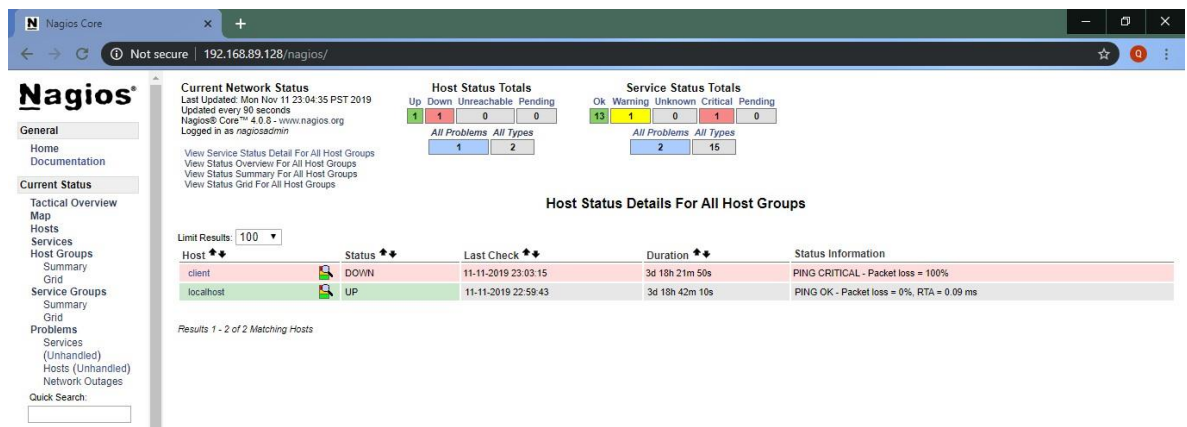 N Nagios Core
Not secure | 192.168.89.128/nagios/
Q
Nagios®
General
Home
Documentation
Current Status
Tactical Overview
Map
Hosts
Services
Host Groups
Summary
Grid
Service Groups
Summary
Grid
Problems
Services
(Unhandled)
Hosts (Unhandled)
Network Outages
Quick Search:
Current Network Status
Last Updated: Mon Nov 11 23:04:35 PST 2019
Updated every 90 seconds
Nagios® Core™ 4.0.8 - www.nagios.org
Logged in as nagiosadmin
View Service Status Detail For All Host Groups
View Status Overview For All Host Groups
View Status Summary For All Host Groups
View Status Grid For All Host Groups
Host Status Totals
Up Down Unreachable Pending
1 1 0 0
All Problems All Types
1 2
Service Status Totals
Ok Warning Unknown Critical Pending
13 1 0 1 0
All Problems All Types
2 15
Host Status Details For All Host Groups
Limit Results: 100
Host Status Last Check Duration Status Information
client DOWN 11-11-2019 23:03:15 3d 18h 21m 50s PING CRITICAL - Packet loss = 100%
localhost UP 11-11-2019 22:59:43 3d 18h 42m 10s PING OK - Packet loss = 0%, RTA = 0.09 ms
Results 1 - 2 of 2 Matching Hosts